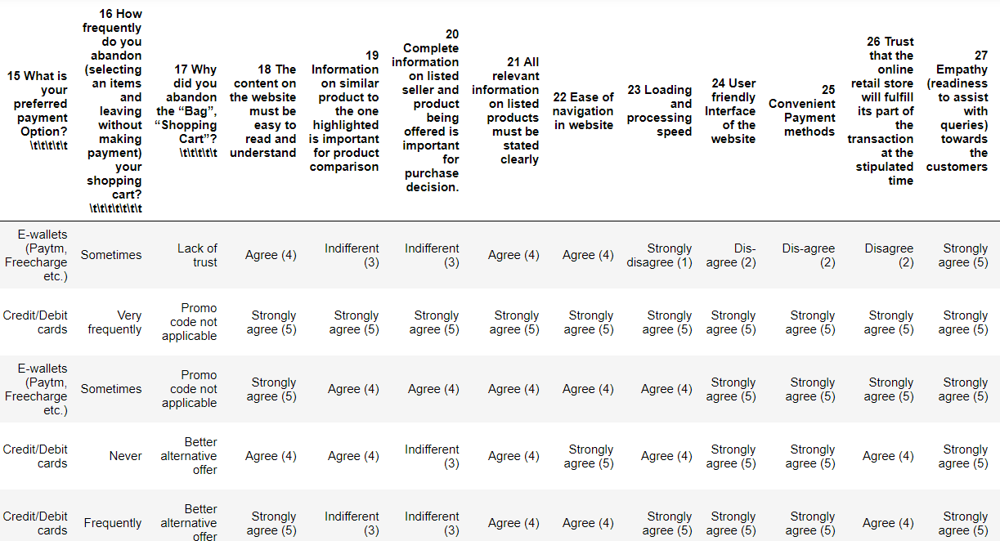 15 What is
your
preferred
payment
Option?
\t\t\t\t\t
16 How
frequently
do you
abandon
(selecting
an items
and
leaving
without
making
payment)
your
shopping
cart?
\t\t\t\t\t\t\t
17 Why
did you
abandon
the “Bag”,
“Shopping
Cart”?
\t\t\t\t\t
18 The
content on
the website
must be
easy to
read and
understand
19
Information
on similar
product to
the one
highlighted
is important
for product
comparison
20
Complete
information
on listed
seller and
product
being
offered is
important
for
purchase
decision.
21 All
relevant
information
on listed
products
must be
stated
clearly
22 Ease of
navigation
in website
23 Loading
and
processing
speed
24 User
friendly
Interface
of the
website
25
Convenient
Payment
methods
26 Trust
that the
online
retail store
will fulfill
its part of
the
transaction
at the
stipulated
time
27
Empathy
(readiness
to assist
with
queries)
towards
the
customers
E-wallets
(Paytm,
Freecharge
etc.)
Sometimes
Lack of
trust
Agree (4)
Indifferent
(3)
Indifferent
(3)
Agree (4)
Agree (4)
Strongly
disagree (1)
Dis-
agree (2)
Dis-agree
(2)
Disagree
(2)
Strongly
agree (5)
Credit/Debit
cards
Very
frequently
Promo
code not
applicable
Strongly
agree (5)
Strongly
agree (5)
Strongly
agree (5)
Strongly
agree (5)
Strongly
agree (5)
Strongly
agree (5)
Strongly
agree (5)
Strongly
agree (5)
Strongly
agree (5)
Strongly
agree (5)
E-wallets
(Paytm,
Freecharge
etc.)
Sometimes
Promo
code not
applicable
Strongly
agree (5)
Agree (4)
Agree (4)
Agree (4)
Agree (4)
Agree (4)
Strongly
agree (5)
Strongly
agree (5)
Strongly
agree (5)
Strongly
agree (5)
Credit/Debit
cards
Never
Better
alternative
offer
Agree (4)
Agree (4)
Indifferent
(3)
Agree (4)
Strongly
agree (5)
Agree (4)
Strongly
agree (5)
Strongly
agree (5)
Agree (4)
Strongly
agree (5)
Credit/Debit
cards
Frequently
Better
alternative
offer
Strongly
agree (5)
Indifferent
(3)
Indifferent
(3)
Agree (4)
Agree (4)
Strongly
agree (5)
Strongly
agree (5)
Strongly
agree (5)
Agree (4)
Strongly
agree (5)